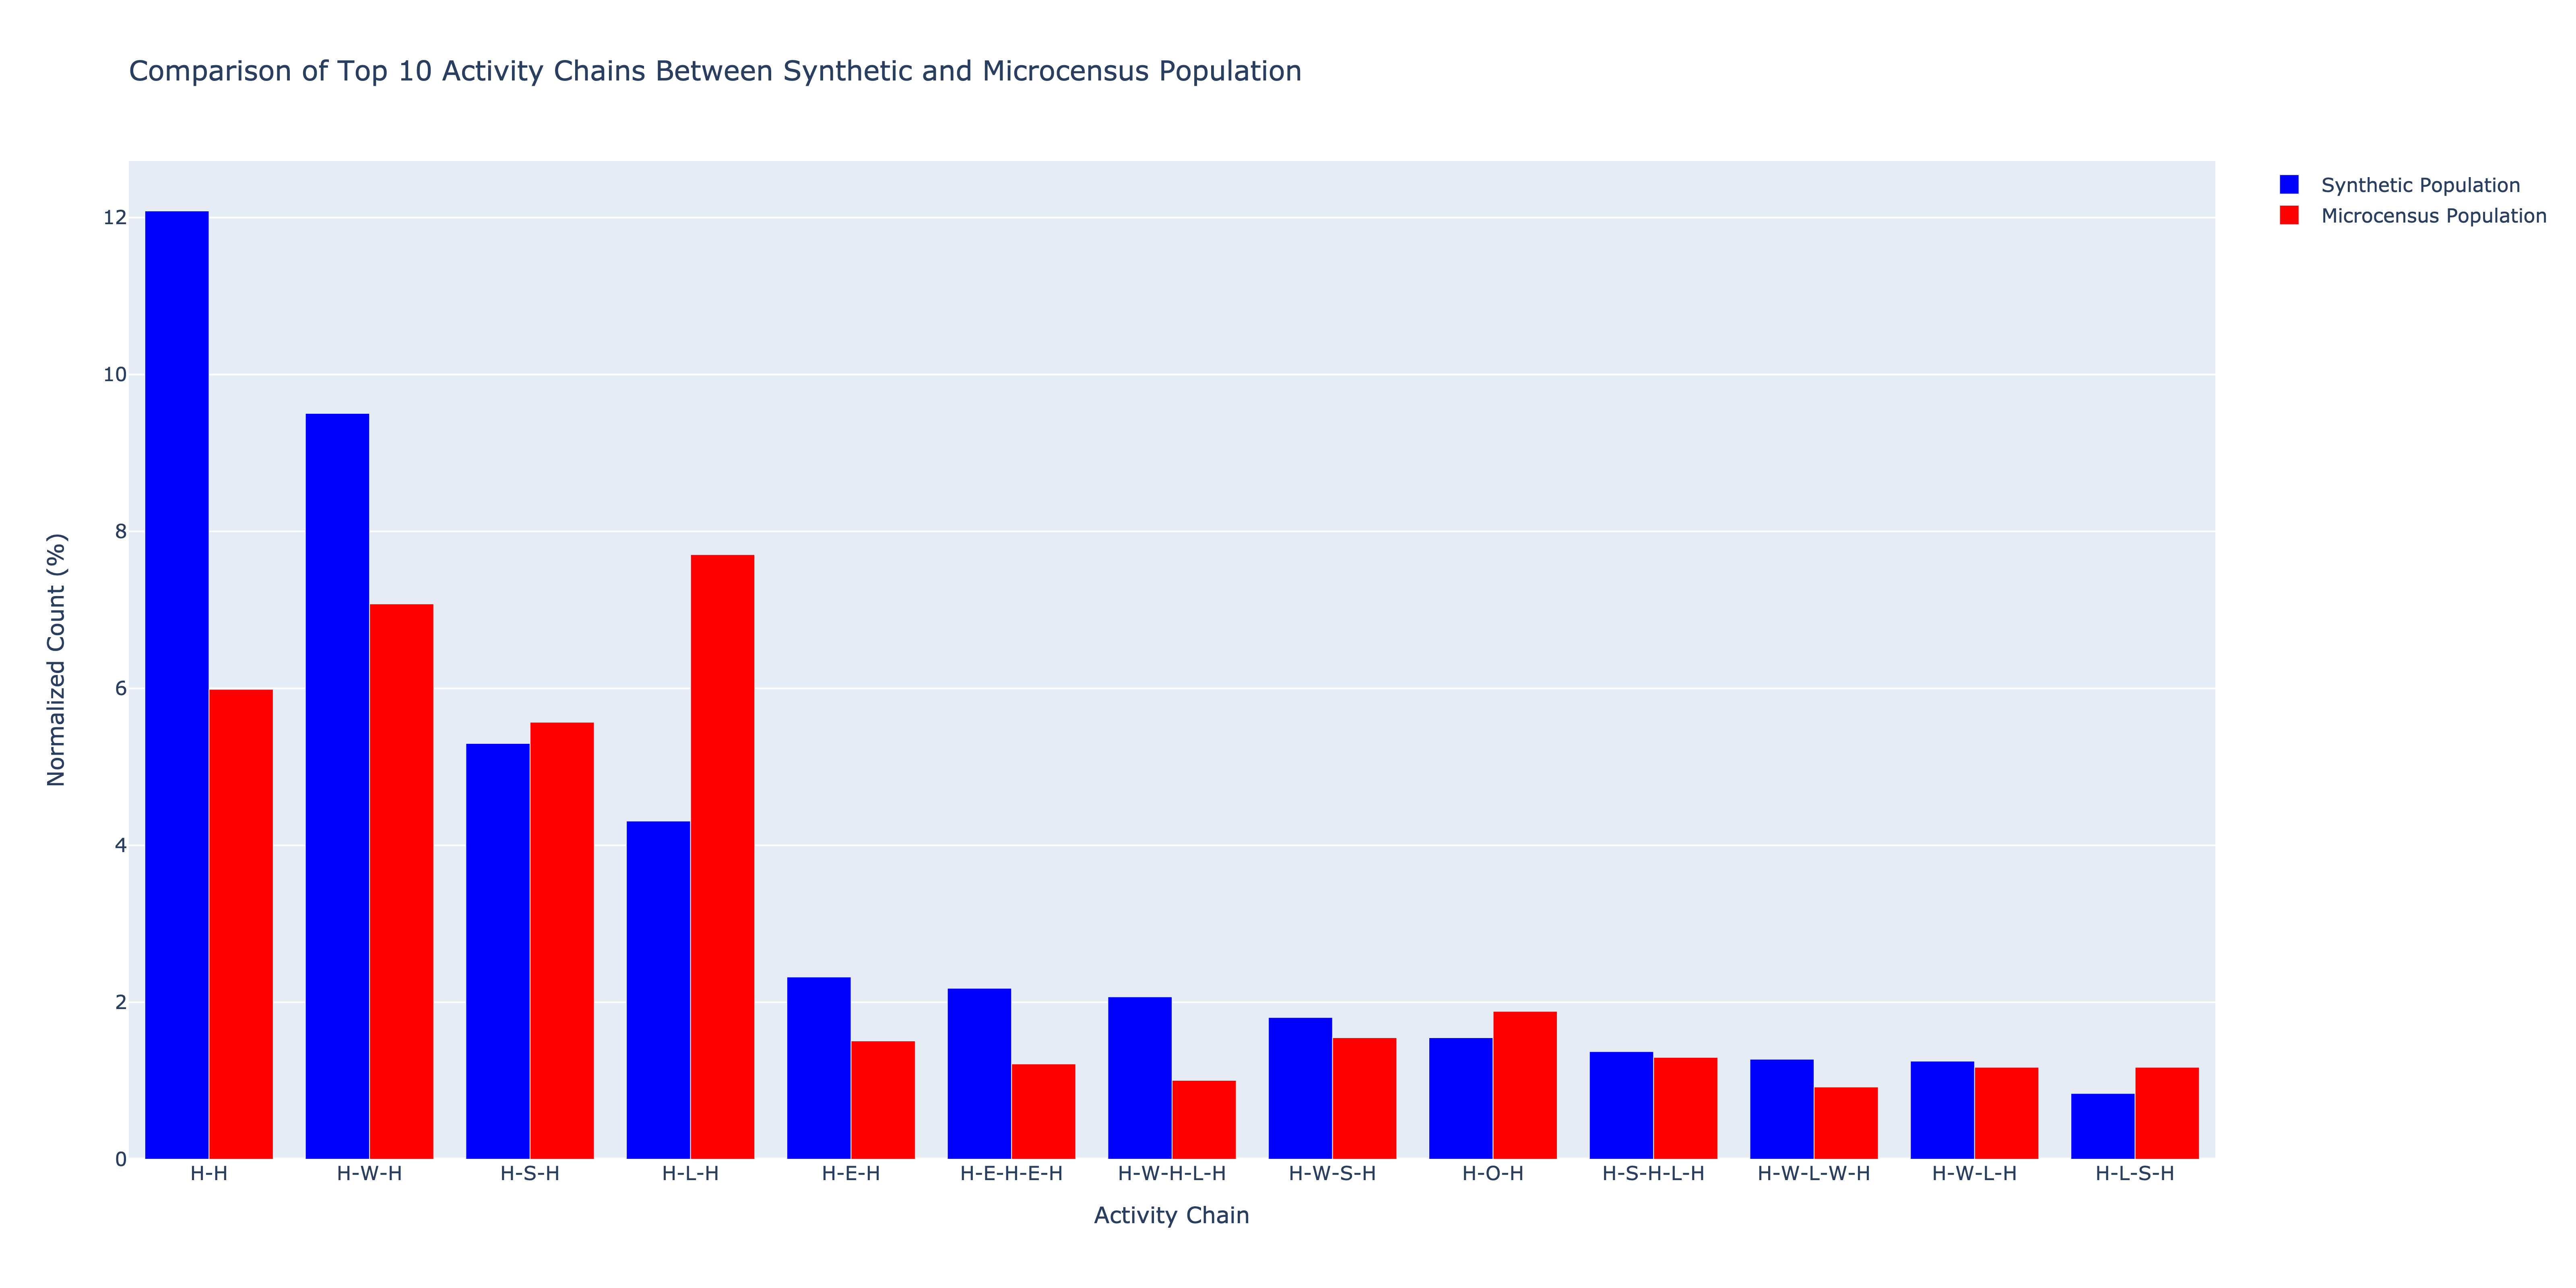 Comparison of Top 10 Activity Chains Between Synthetic and Microcensus Population
Synthetic Population
Microcensus Population
Normalized Count (%)
12
10
8
6
4
2
0
H-H H-W-H H-S-H H-L-H H-E-H H-E-H-E-H H-W-H-L-H H-W-S-H H-O-H H-S-H-L-H H-W-L-W-H H-W-L-H H-L-S-H
Activity Chain